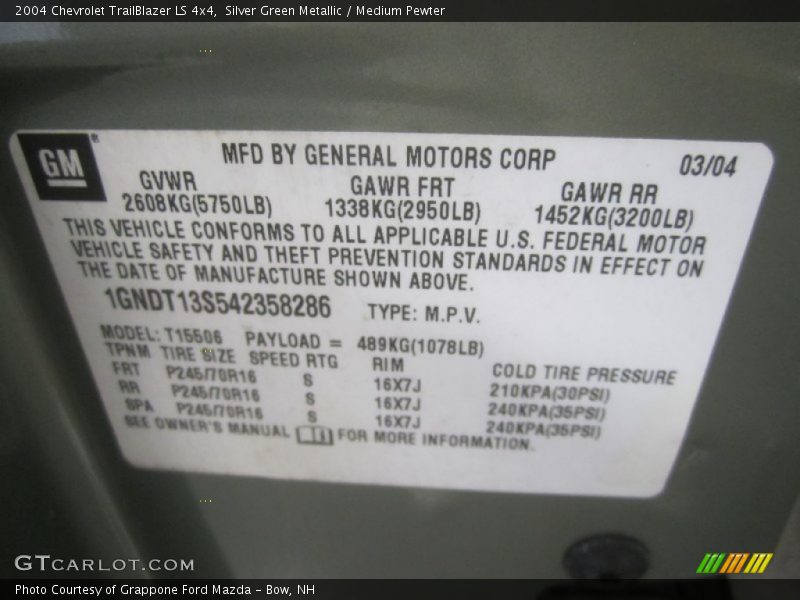 2004 Chevrolet TrailBlazer LS 4x4, Silver Green Metallic / Medium Pewter
GM
MFD BY GENERAL MOTORS CORP 03/04
GVWR GAWR FRT GAWR RR
2608KG(5750LB) 1338KG(2950LB) 1452KG(3200LB)
THIS VEHICLE CONFORMS TO ALL APPLICABLE U.S. FEDERAL MOTOR
VEHICLE SAFETY AND THEFT PREVENTION STANDARDS IN EFFECT ON
THE DATE OF MANUFACTURE SHOWN ABOVE.
1GNDT13S542358286 TYPE: M.P.V.
MODEL: T15506 PAYLOAD = 489KG(1078LB)
TPNM TIRE SIZE SPEED RTG RIM COLD TIRE PRESSURE
FRT P245/70R16 S 16X7J 210KPA(30PSI)
RR P245/70R16 S 16X7J 240KPA(35PSI)
SPA P245/70R16 S 16X7J 240KPA(35PSI)
SEE OWNER'S MANUAL FOR MORE INFORMATION.
GTCARLOT.COM
Photo Courtesy of Grappone Ford Mazda - Bow, NH